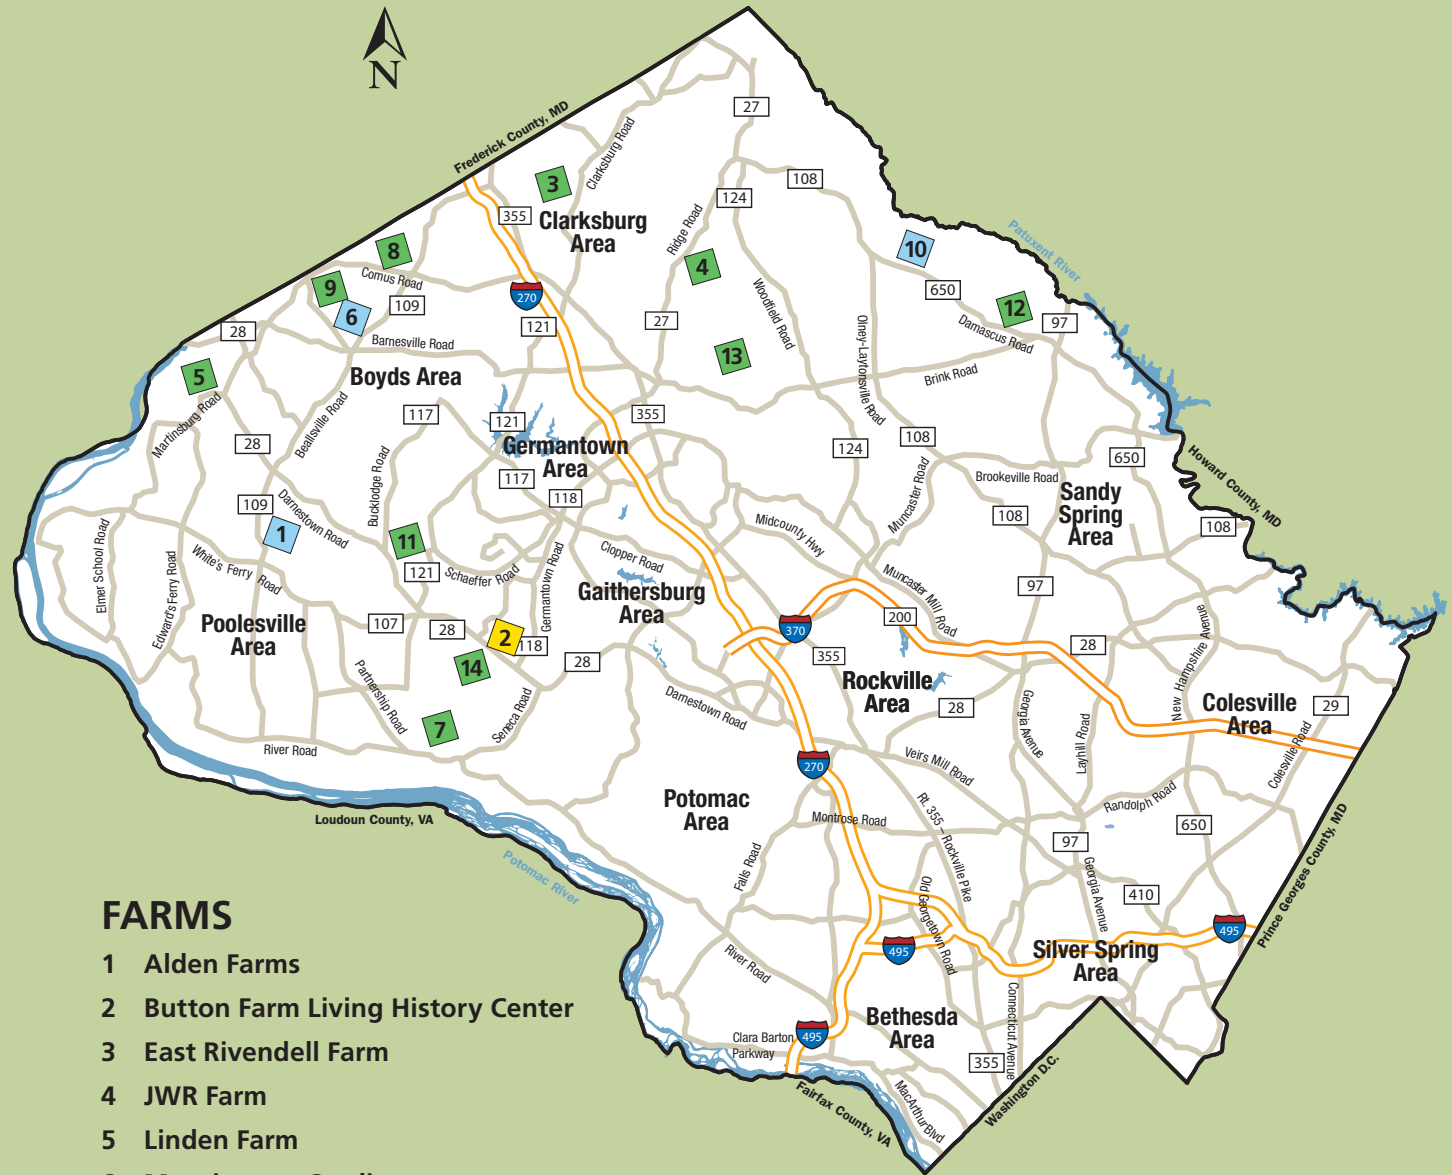 N
Frederick County, MD
27
Clarksburg Road
3
108
124
355
Clarksburg
Area
Ridge Road
10
Patuxent River
8
4
Comus Road
9
270
650
6
109
Woodfield Road
12
28
121
27
97
Damascus Road
Barnesville Road
Olney-Laytonsville Road
13
5
Boyds Area
Brink Road
Martinsburg Road
Beallsville Road
117
121
355
28
Germantown
Area
124
108
650
Howard County, MD
Bucklodge Road
117
118
Muncaster Road
Brookeville Road
Sandy
Spring
Area
109
Darnestown Road
1
108
108
Midcounty Hwy
Elmer School Road
11
White's Ferry Road
Edward's Ferry Road
121
Schaeffer Road
Germantown Road
Clopper Road
Muncaster Mill Road
97
Gaithersburg
Area
Poolesville
Area
107
28
2
118
370
200
28
New Hampshire Avenue
14
28
355
Rockville
Area
Partnership Road
Darnestown Road
28
Colesville
Area
29
7
Seneca Road
Georgia Avenue
Layhill Road
Colesville Road
River Road
270
Veirs Mill Road
Potomac
Area
Randolph Road
Loudoun County, VA
Montrose Road
Rt. 355 – Rockville Pike
650
97
Potomac River
Falls Road
Old Georgetown Road
Georgia Avenue
410
Prince Georges County, MD
495
495
Silver Spring
Area
River Road
Connecticut Avenue
Bethesda
Area
Clara Barton
Parkway
495
355
Washington D.C.
Fairfax County, VA
MacArthur Blvd
FARMS
1 Alden Farms
2 Button Farm Living History Center
3 East Rivendell Farm
4 JWR Farm
5 Linden Farm